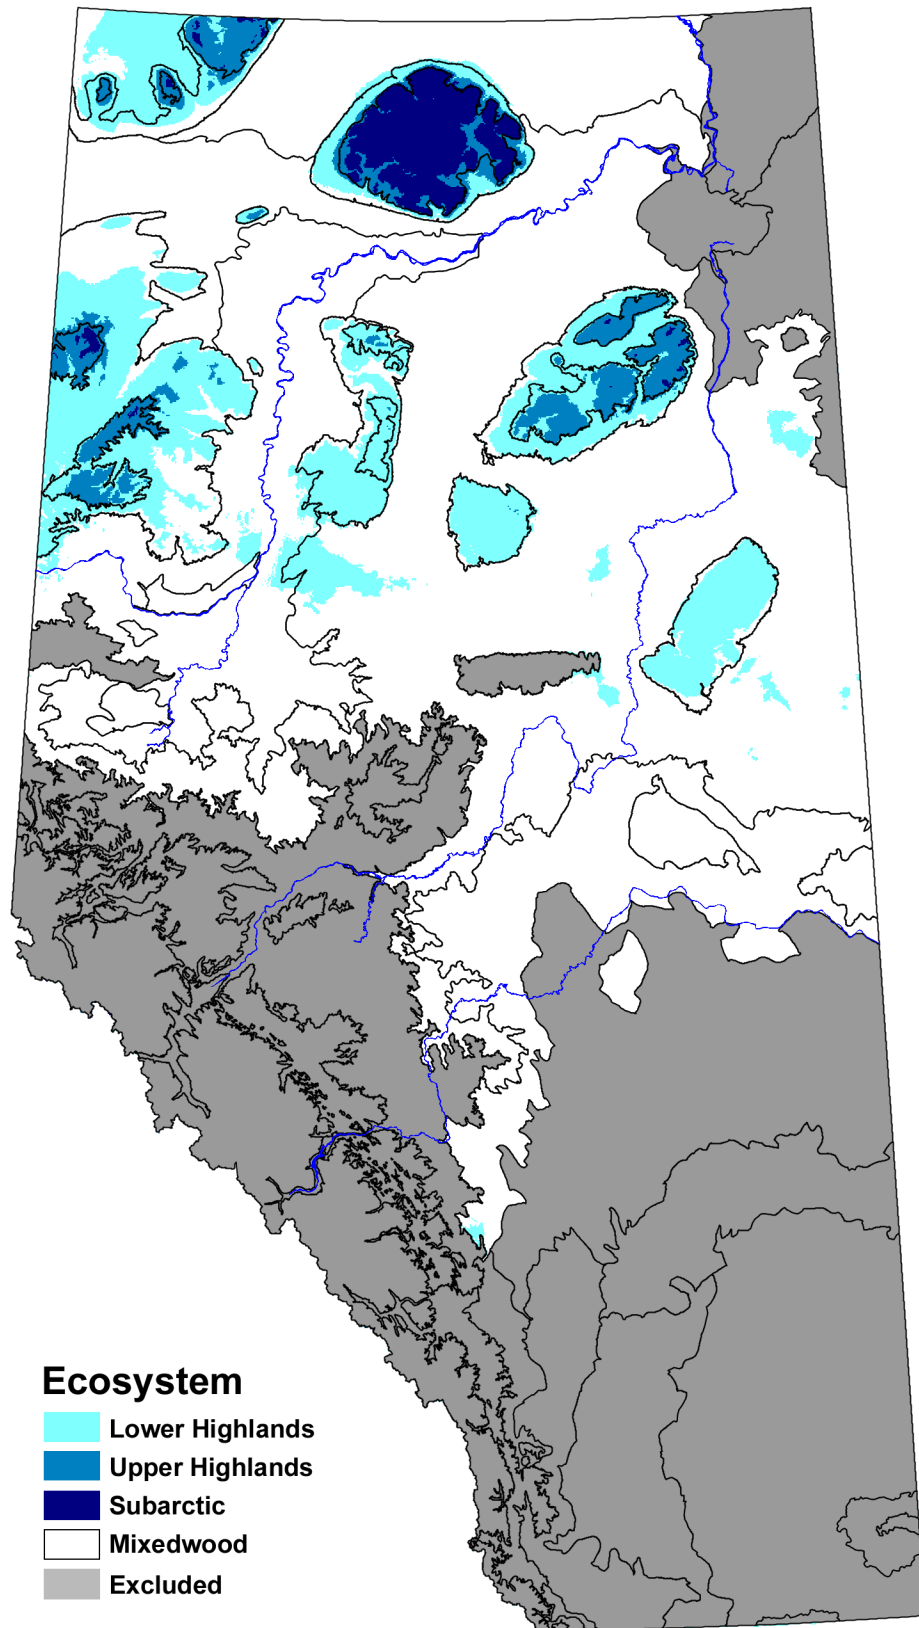 Ecosystem
Lower Highlands
Upper Highlands
Subarctic
Mixedwood
Excluded